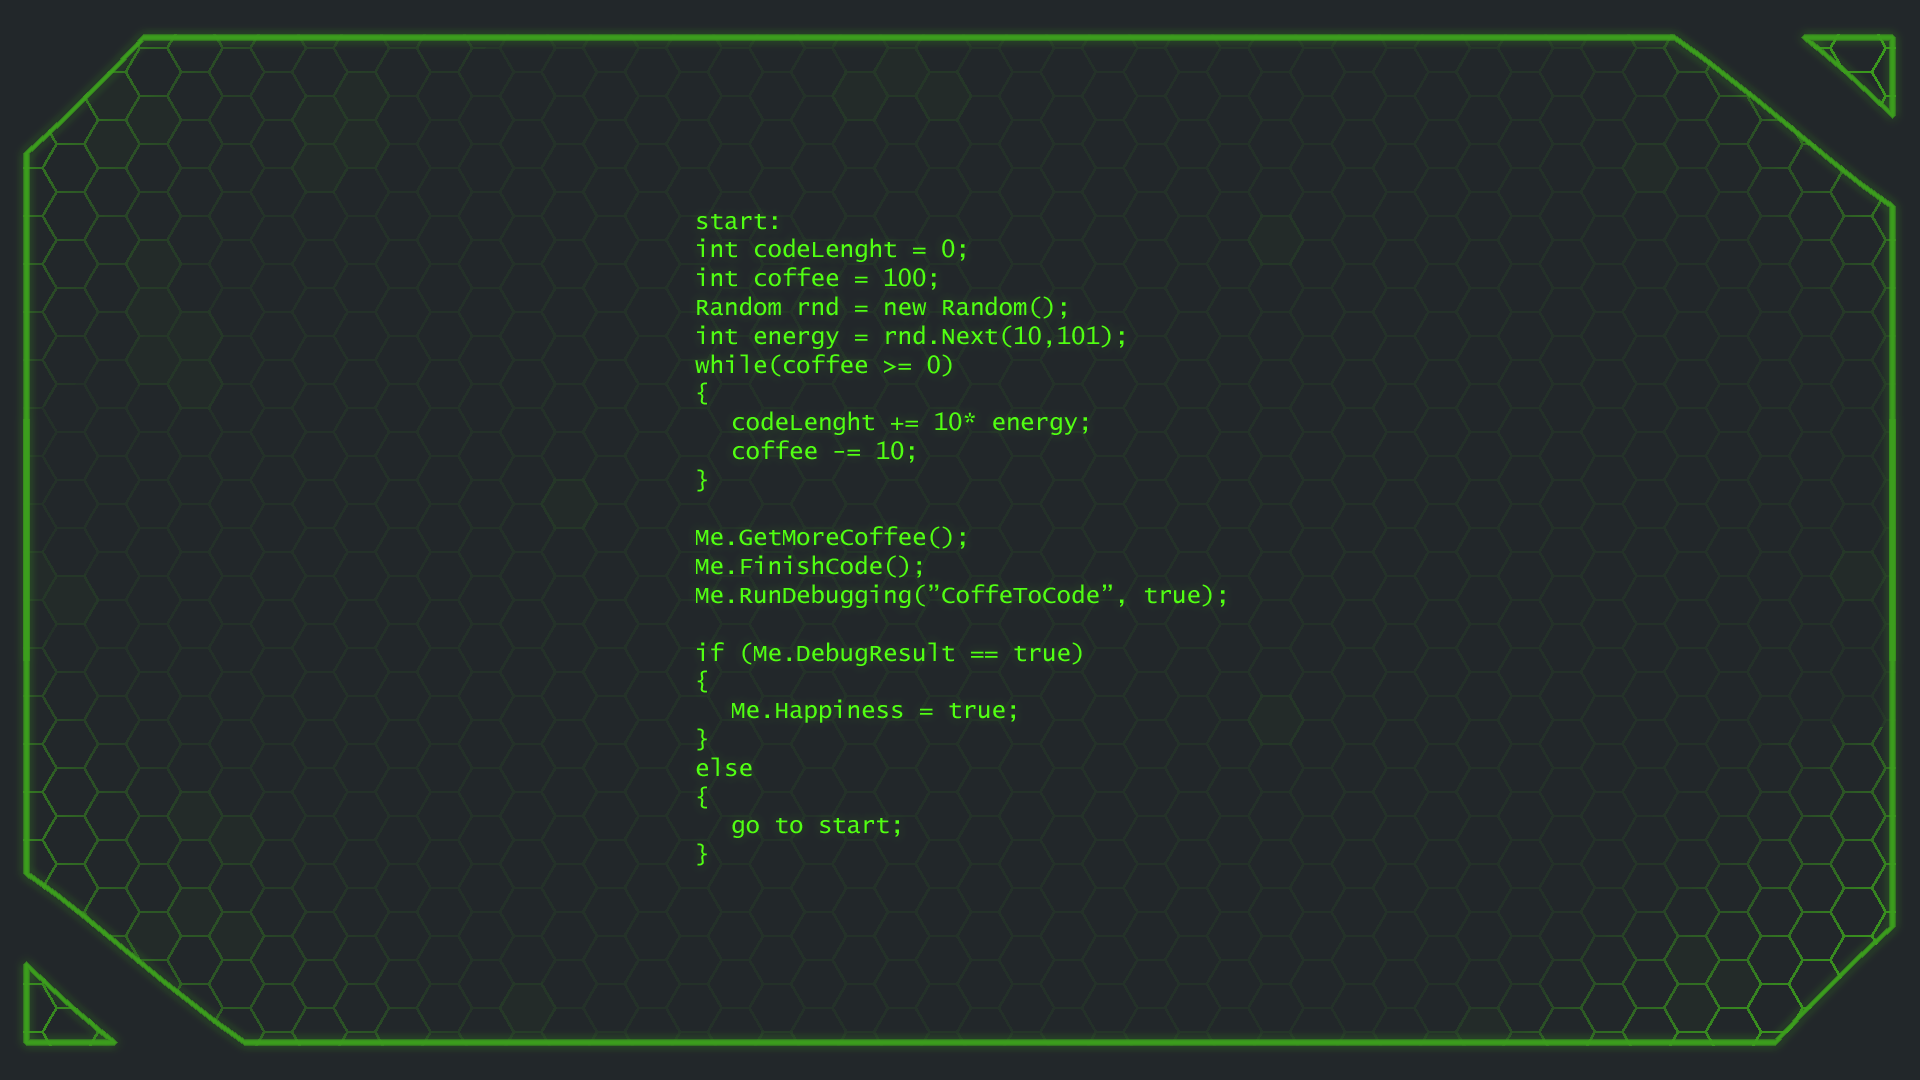 start:
int codeLenght = 0;
int coffee = 100;
Random rnd = new Random();
int energy = rnd.Next(10,101);
while(coffee >= 0)
{
   codeLenght += 10* energy;
   coffee -= 10;
}

Me.GetMoreCoffee();
Me.FinishCode();
Me.RunDebugging(”CoffeToCode”, true);

if (Me.DebugResult == true)
{
   Me.Happiness = true;
}
else
{
   go to start;
}